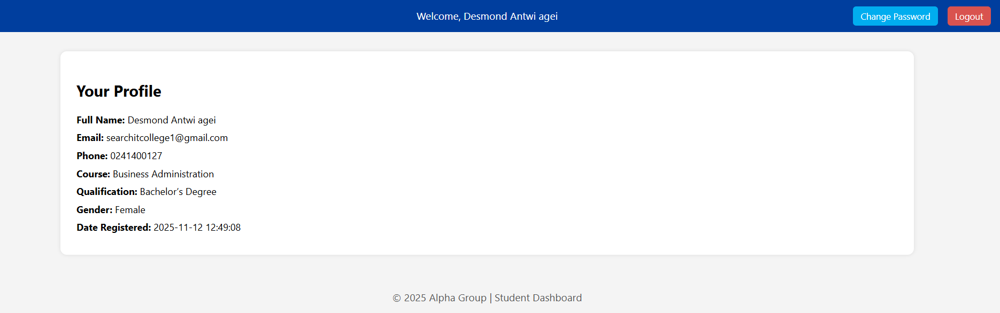 Welcome, Desmond Antwi agei
Change Password
Logout
Your Profile
Full Name: Desmond Antwi agei
Email: searchitcollege1@gmail.com
Phone: 0241400127
Course: Business Administration
Qualification: Bachelor’s Degree
Gender: Female
Date Registered: 2025-11-12 12:49:08
© 2025 Alpha Group | Student Dashboard